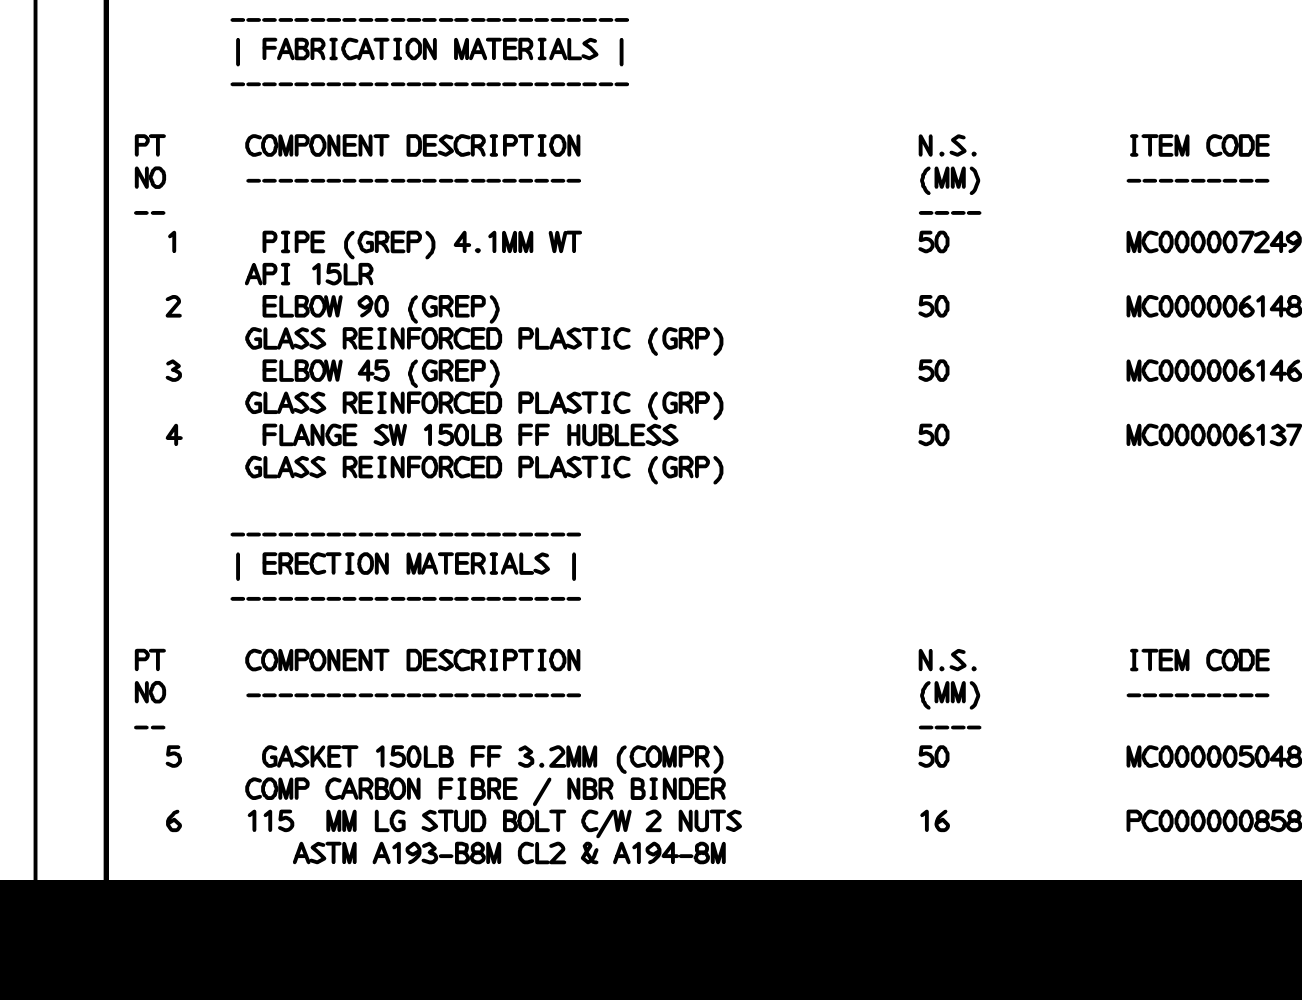 ------------------------- 
| FABRICATION MATERIALS |
-------------------------
PT COMPONENT DESCRIPTION N.S. ITEM CODE
NO --------------------- (MM) ---------
-- ----
1 PIPE (GREP) 4.1MM WT 50 MC000007249
API 15LR
2 ELBOW 90 (GREP) 50 MC000006148
GLASS REINFORCED PLASTIC (GRP)
3 ELBOW 45 (GREP) 50 MC000006146
GLASS REINFORCED PLASTIC (GRP)
4 FLANGE SW 150LB FF HUBLESS 50 MC000006137
GLASS REINFORCED PLASTIC (GRP)
----------------------
| ERECTION MATERIALS |
----------------------
PT COMPONENT DESCRIPTION N.S. ITEM CODE
NO --------------------- (MM) ---------
-- ----
5 GASKET 150LB FF 3.2MM (COMPR) 50 MC000005048
COMP CARBON FIBRE / NBR BINDER
6 115 MM LG STUD BOLT C/W 2 NUTS 16 PC000000858
ASTM A193-B8M CL2 & A194-8M